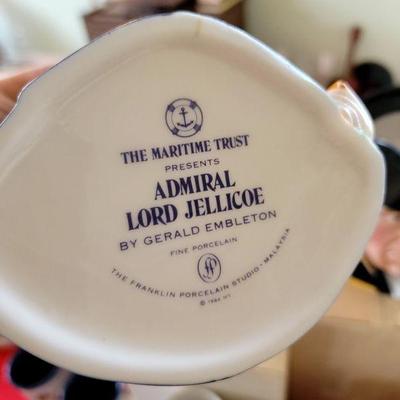 THE MARITIME TRUST
PRESENTS
ADMIRAL
LORD JELLICOE
BY GERALD EMBLETON
FINE PORCELAIN
THE FRANKLIN PORCELAIN STUDIO • MALAYSIA